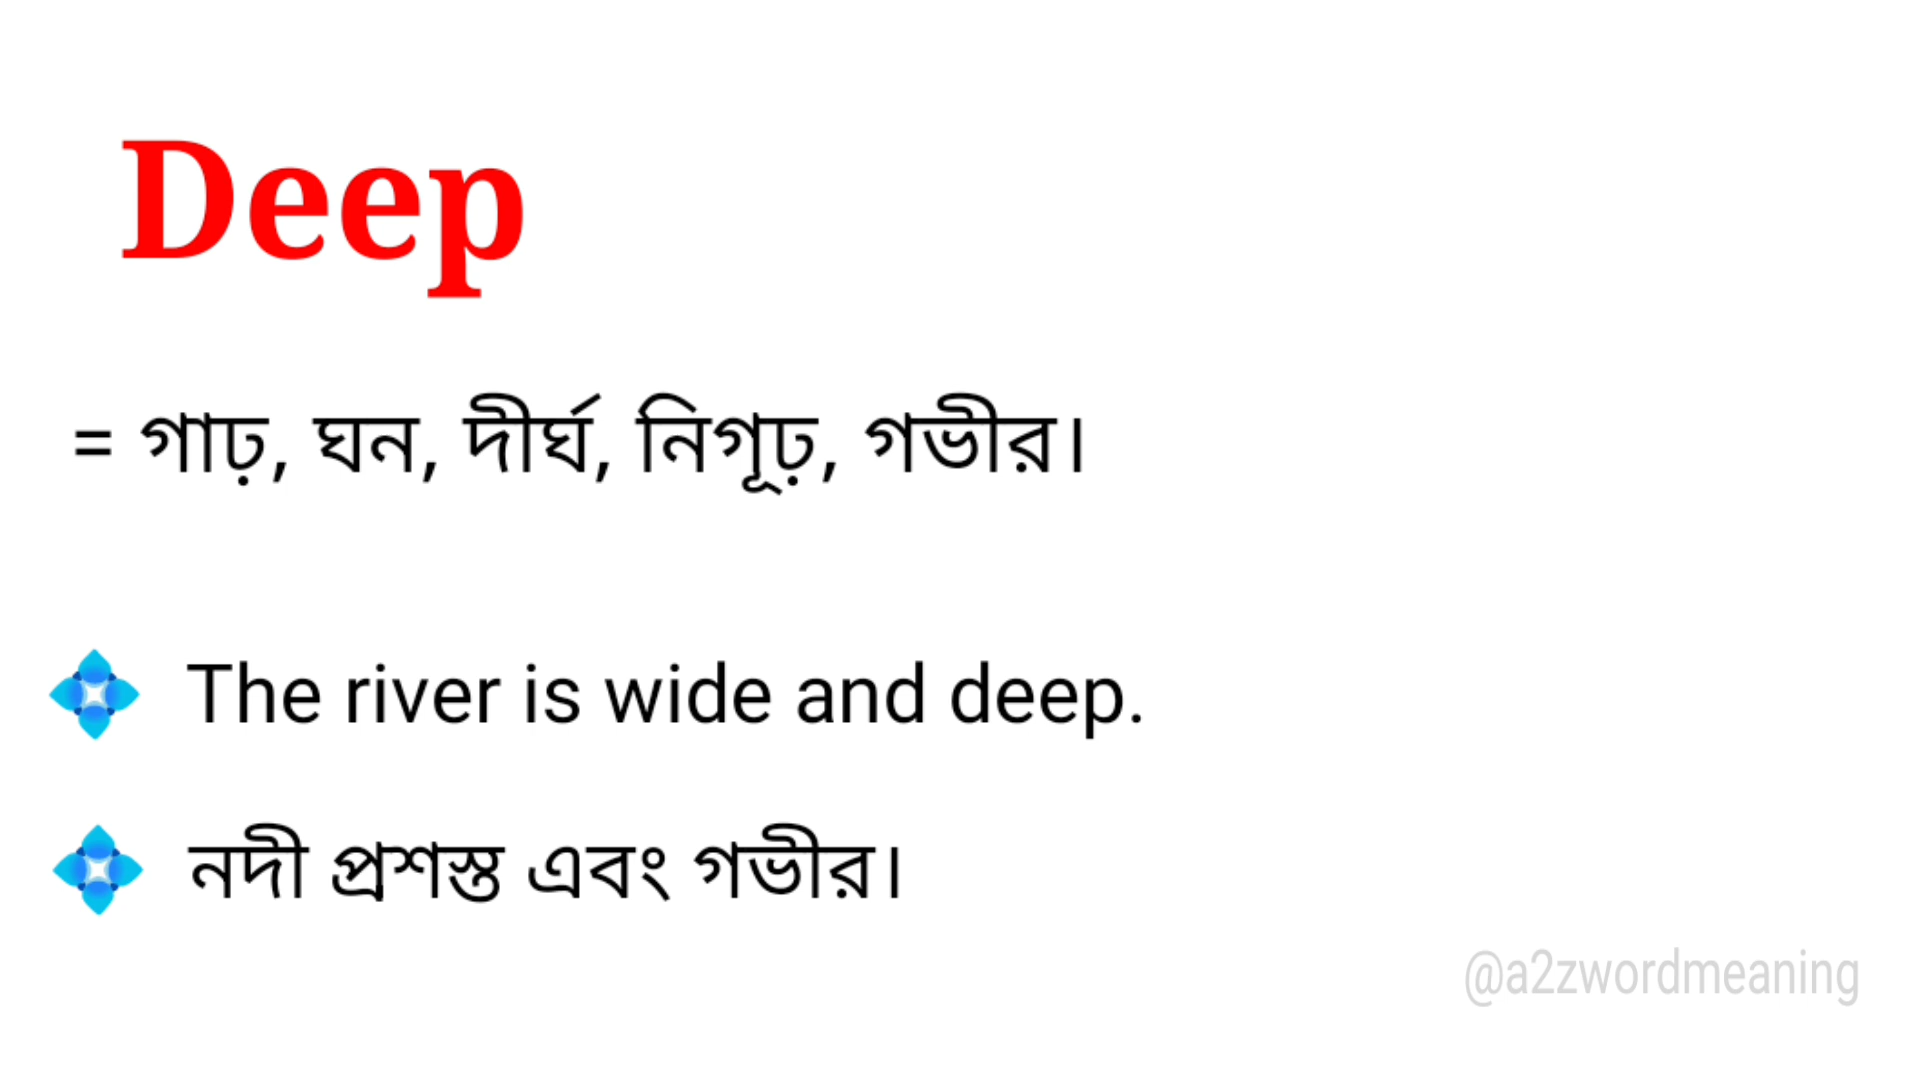 Deep
= গাঢ়, ঘন, দীর্ঘ, নিগূঢ়, গভীর।
The river is wide and deep.
নদী প্রশস্ত এবং গভীর।
@a2zwordmeaning